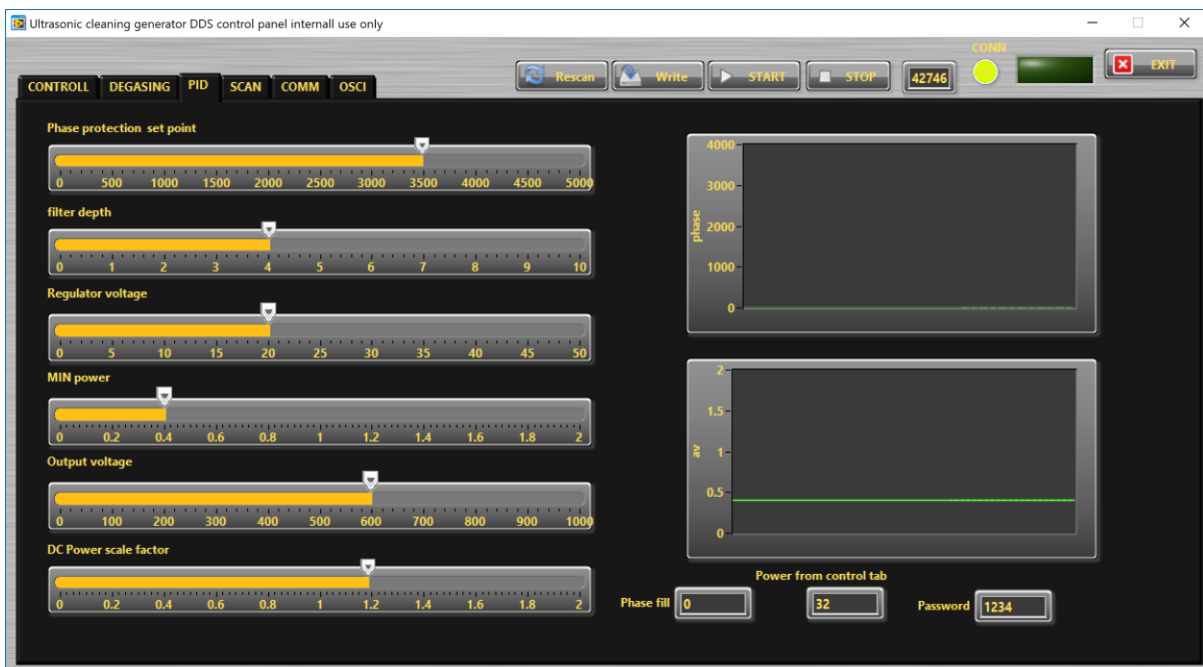 Ultrasonic cleaning generator DDS control panel internall use only
CONN
Rescan Write START STOP 42746 EXIT
CONTROLL DEGASING PID SCAN COMM OSCI
Phase protection set point
0 500 1000 1500 2000 2500 3000 3500 4000 4500 5000
filter depth
0 1 2 3 4 5 6 7 8 9 10
Regulator voltage
0 5 10 15 20 25 30 35 40 45 50
MIN power
0 0.2 0.4 0.6 0.8 1 1.2 1.4 1.6 1.8 2
Output voltage
0 100 200 300 400 500 600 700 800 900 1000
DC Power scale factor
0 0.2 0.4 0.6 0.8 1 1.2 1.4 1.6 1.8 2
4000
3000
2000
1000
0
phase
2
1.5
1
0.5
0
av
Power from control tab
Phase fill 0 32 Password 1234